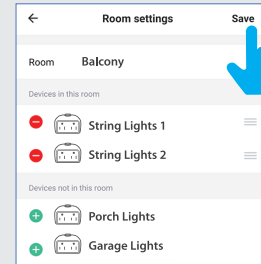 Room settings Save
Room Balcony
Devices in this room
String Lights 1
String Lights 2
Devices not in this room
Porch Lights
Garage Lights